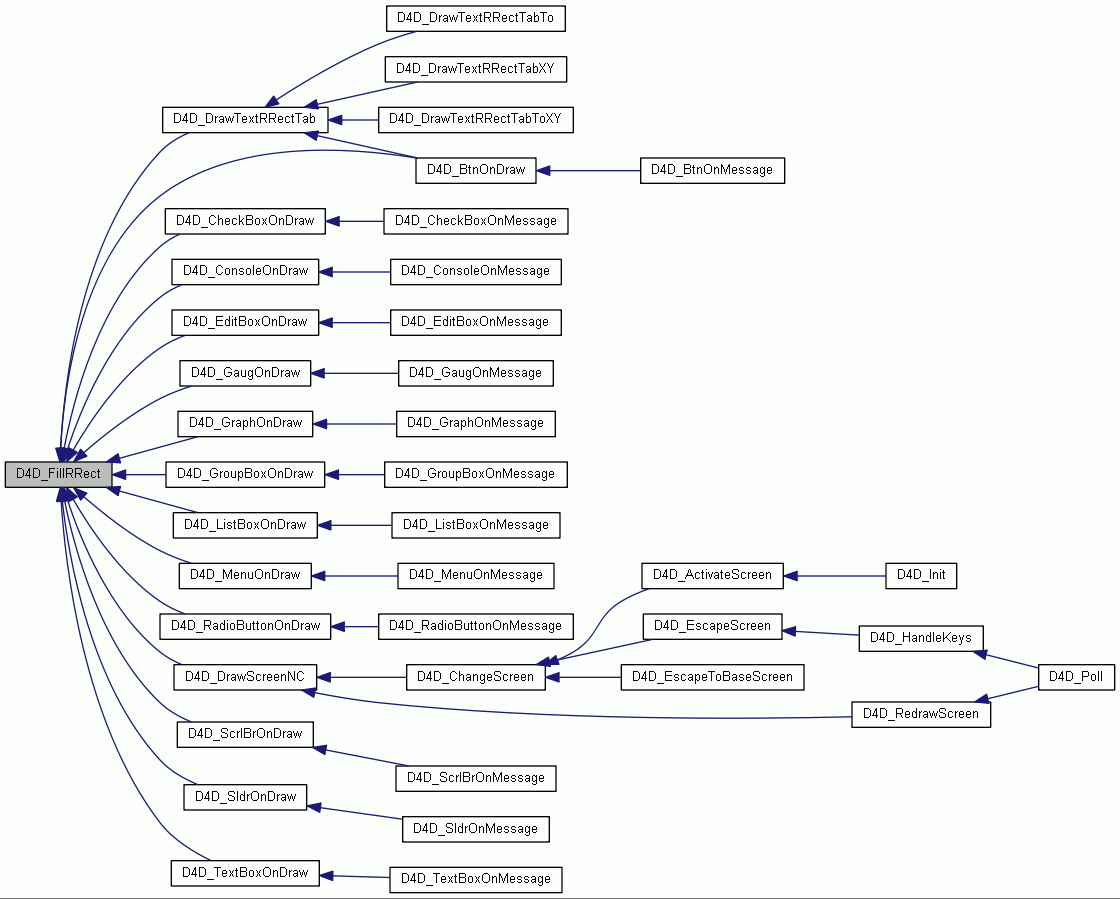 D4D_DrawTextRRectTabTo
D4D_DrawTextRRectTabXY
D4D_DrawTextRRectTab
D4D_DrawTextRRectTabToXY
D4D_BtnOnDraw
D4D_BtnOnMessage
D4D_CheckBoxOnDraw
D4D_CheckBoxOnMessage
D4D_ConsoleOnDraw
D4D_ConsoleOnMessage
D4D_EditBoxOnDraw
D4D_EditBoxOnMessage
D4D_GaugOnDraw
D4D_GaugOnMessage
D4D_GraphOnDraw
D4D_GraphOnMessage
D4D_FillRRect
D4D_GroupBoxOnDraw
D4D_GroupBoxOnMessage
D4D_ListBoxOnDraw
D4D_ListBoxOnMessage
D4D_MenuOnDraw
D4D_MenuOnMessage
D4D_ActivateScreen
D4D_Init
D4D_RadioButtonOnDraw
D4D_RadioButtonOnMessage
D4D_EscapeScreen
D4D_HandleKeys
D4D_DrawScreenNC
D4D_ChangeScreen
D4D_EscapeToBaseScreen
D4D_Poll
D4D_RedrawScreen
D4D_ScrlBrOnDraw
D4D_ScrlBrOnMessage
D4D_SldrOnDraw
D4D_SldrOnMessage
D4D_TextBoxOnDraw
D4D_TextBoxOnMessage